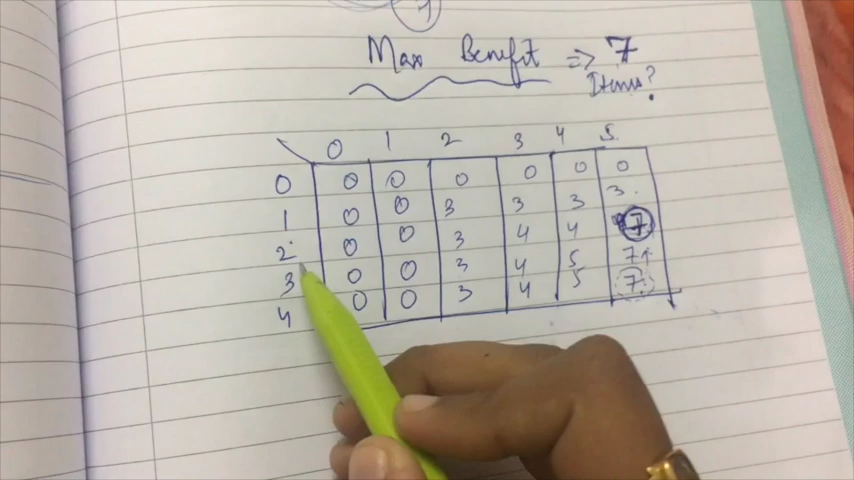 Max Benefit => 7
Items?
0 1 2 3 4 5
0 0 0 0 0 0 0
1 0 0 3 3 3 3
2 0 0 3 4 4 7
3 0 0 3 4 5 7
4 0 0 3 4 5 7